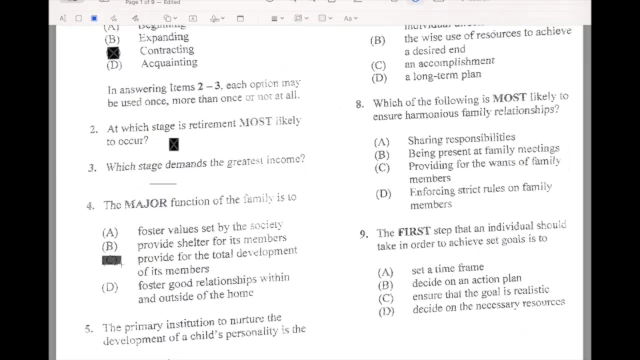 Page 1 of 9 — Edited
(A) Beginning
(B) Expanding
Contracting
(D) Acquainting
In answering Items 2 – 3, each option may
be used once, more than once or not at all.
2. At which stage is retirement MOST likely
to occur?
3. Which stage demands the greatest income?
4. The MAJOR function of the family is to
(A) foster values set by the society
(B) provide shelter for its members
(C) provide for the total development
of its members
(D) foster good relationships within
and outside of the home
5. The primary institution to nurture the
development of a child's personality is the
(B) the wise use of resources to achieve
a desired end
(C) an accomplishment
(D) a long-term plan
8. Which of the following is MOST likely to
ensure harmonious family relationships?
(A) Sharing responsibilities
(B) Being present at family meetings
(C) Providing for the wants of family
members
(D) Enforcing strict rules on family
members
9. The FIRST step that an individual should
take in order to achieve set goals is to
(A) set a time frame
(B) decide on an action plan
(C) ensure that the goal is realistic
(D) decide on the necessary resources